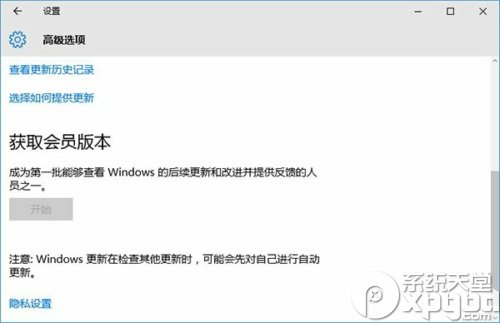 设置
高级选项
查看更新历史记录
选择如何提供更新
获取会员版本
成为第一批能够查看 Windows 的后续更新和改进并提供反馈的人
员之一。
开始
注意: Windows 更新在检查其他更新时，可能会先对自己进行自动
更新。
隐私设置
系统天堂
xpgod